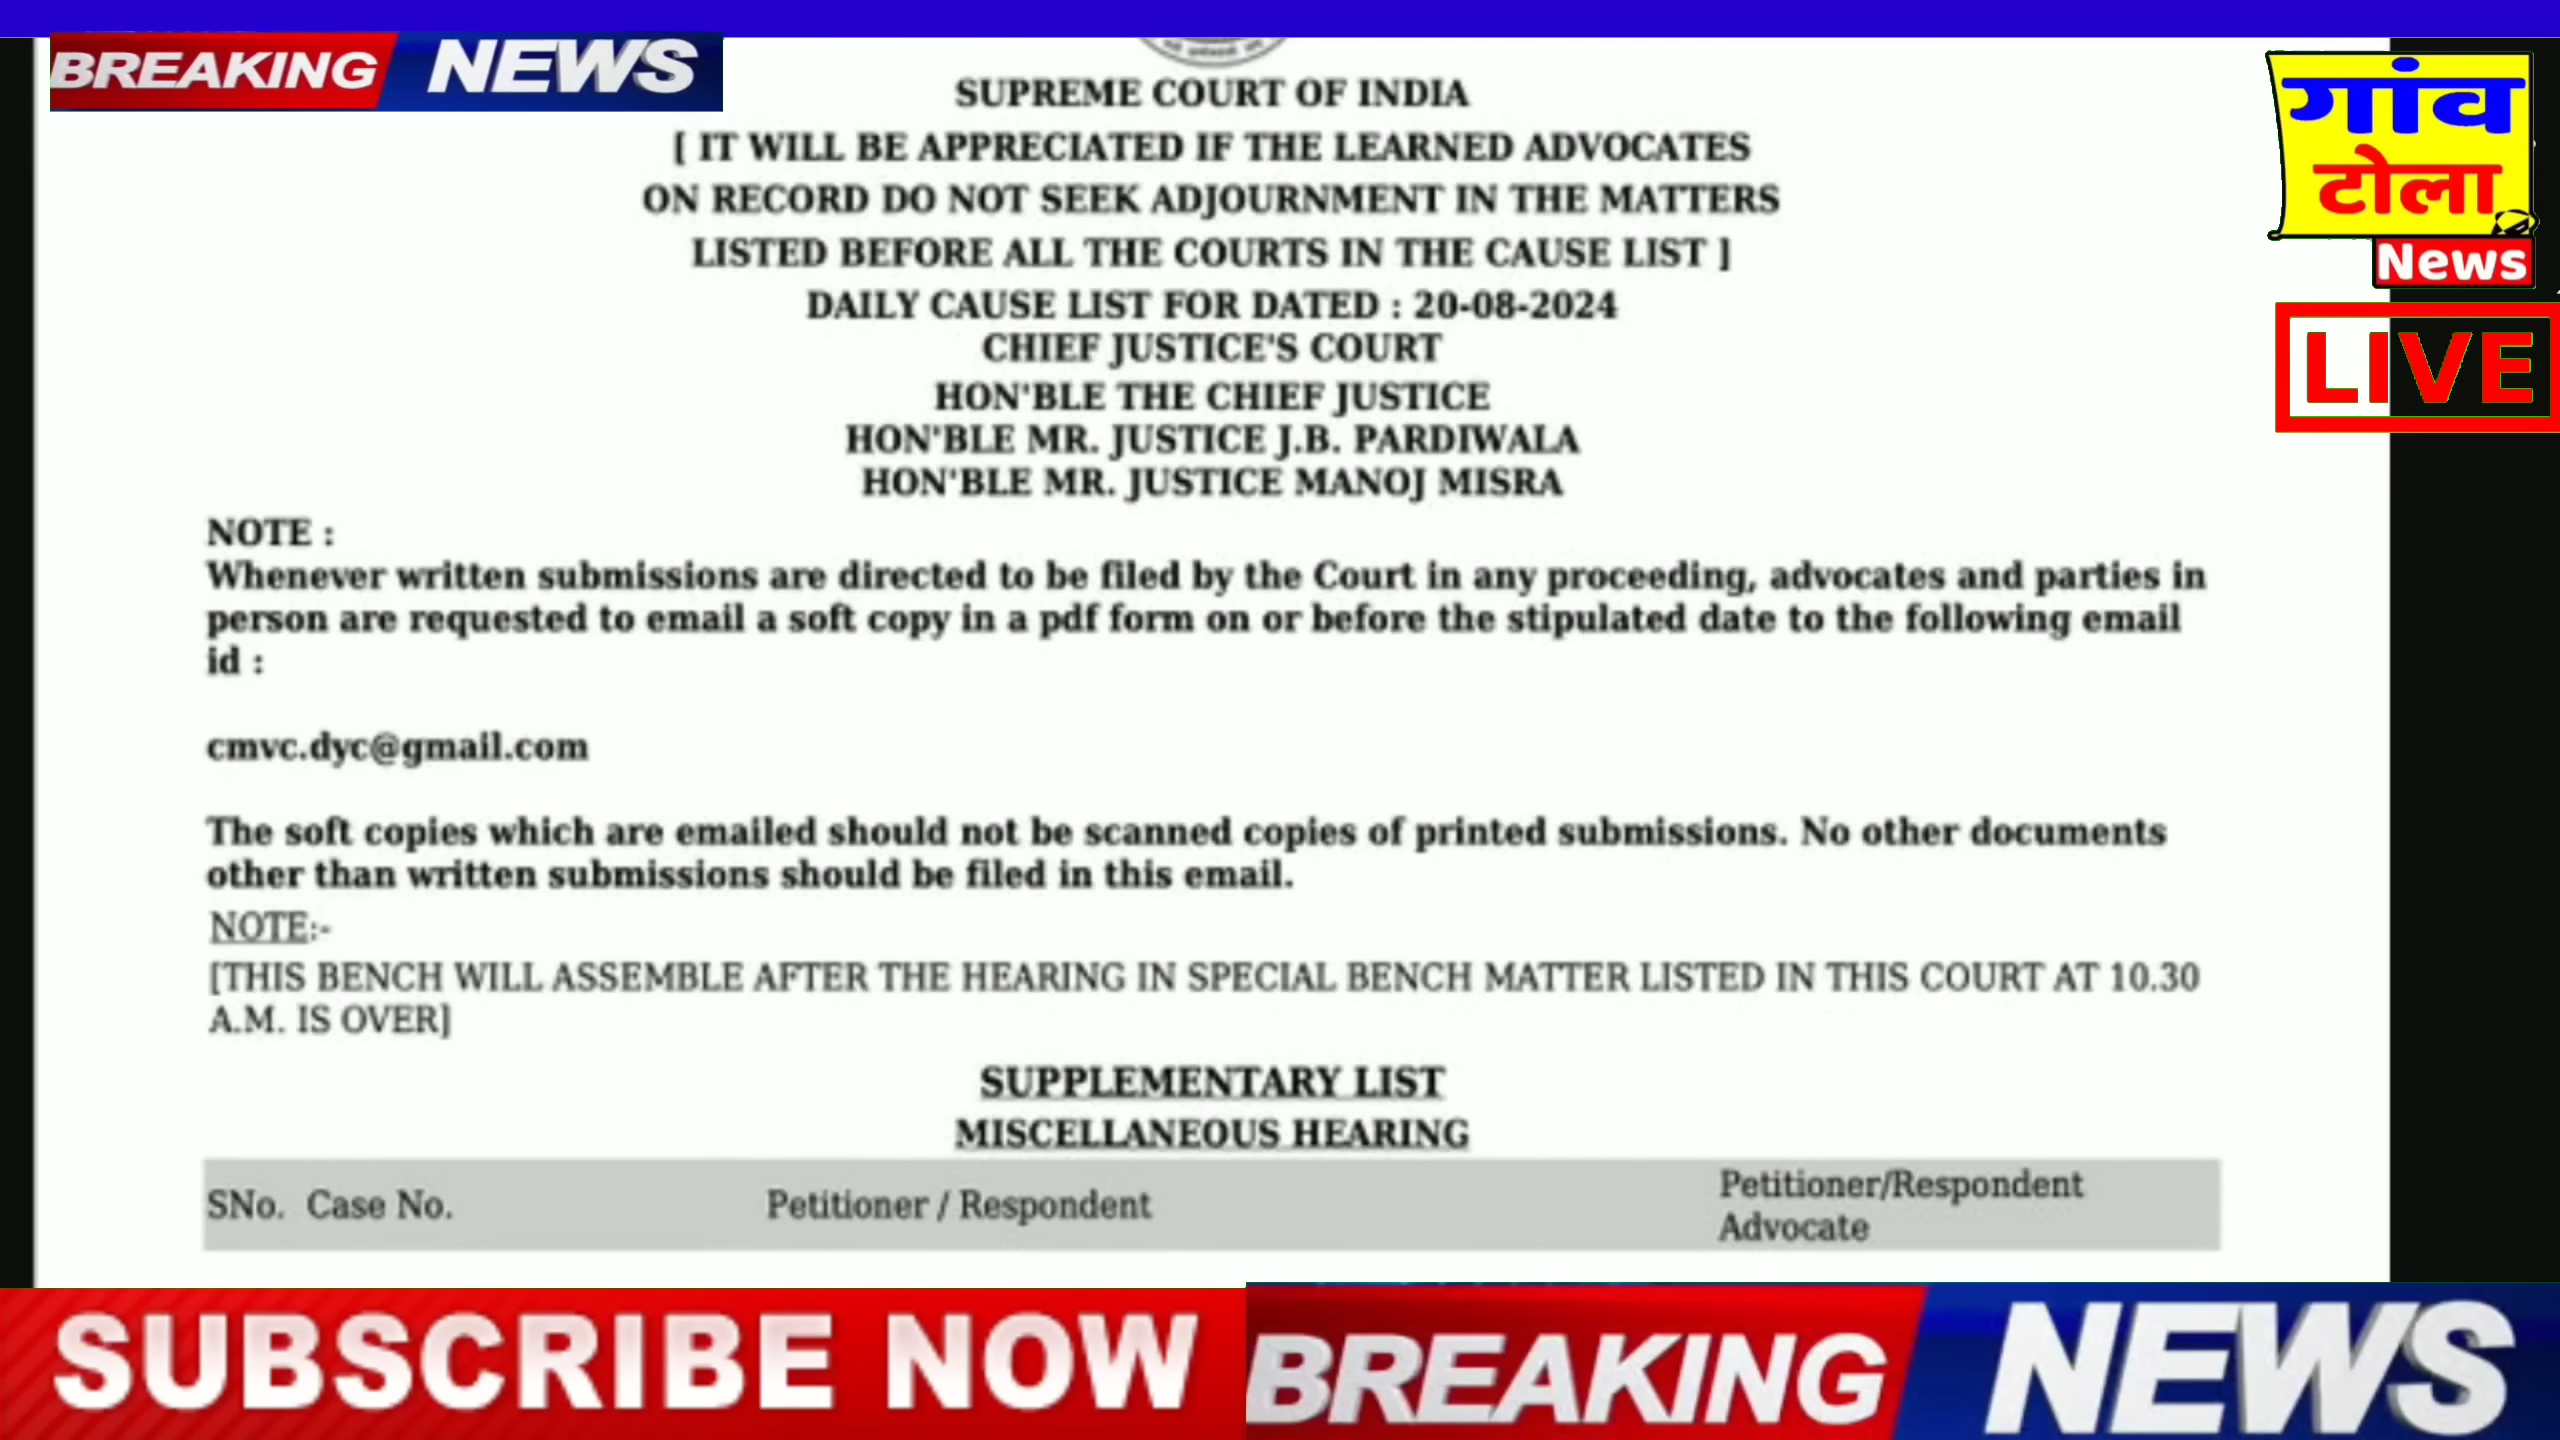 BREAKING NEWS
गांव
टोला
News
LIVE
SUPREME COURT OF INDIA
[ IT WILL BE APPRECIATED IF THE LEARNED ADVOCATES
ON RECORD DO NOT SEEK ADJOURNMENT IN THE MATTERS
LISTED BEFORE ALL THE COURTS IN THE CAUSE LIST ]
DAILY CAUSE LIST FOR DATED : 20-08-2024
CHIEF JUSTICE'S COURT
HON'BLE THE CHIEF JUSTICE
HON'BLE MR. JUSTICE J.B. PARDIWALA
HON'BLE MR. JUSTICE MANOJ MISRA
NOTE :
Whenever written submissions are directed to be filed by the Court in any proceeding, advocates and parties in
person are requested to email a soft copy in a pdf form on or before the stipulated date to the following email
id :
cmvc.dyc@gmail.com
The soft copies which are emailed should not be scanned copies of printed submissions. No other documents
other than written submissions should be filed in this email.
NOTE:-
[THIS BENCH WILL ASSEMBLE AFTER THE HEARING IN SPECIAL BENCH MATTER LISTED IN THIS COURT AT 10.30
A.M. IS OVER]
SUPPLEMENTARY LIST
MISCELLANEOUS HEARING
SNo. Case No. Petitioner / Respondent Petitioner/Respondent
Advocate
SUBSCRIBE NOW BREAKING NEWS